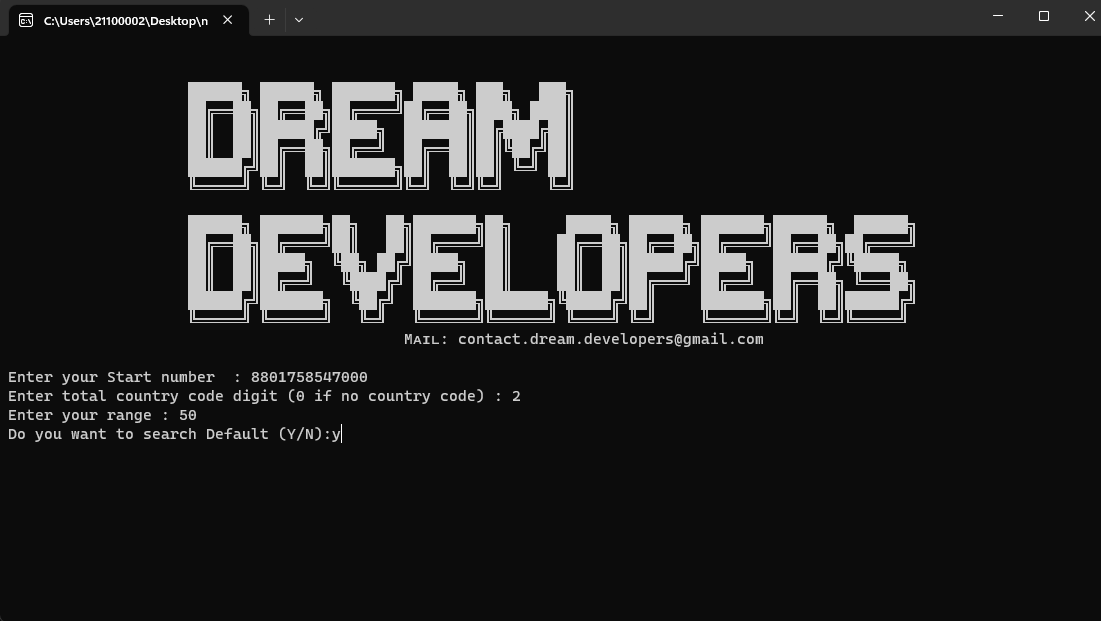 C:\Users\21100002\Desktop\n
DREAM
DEVELOPERS
Mail: contact.dream.developers@gmail.com
Enter your Start number  : 8801758547000
Enter total country code digit (0 if no country code) : 2
Enter your range : 50
Do you want to search Default (Y/N):y